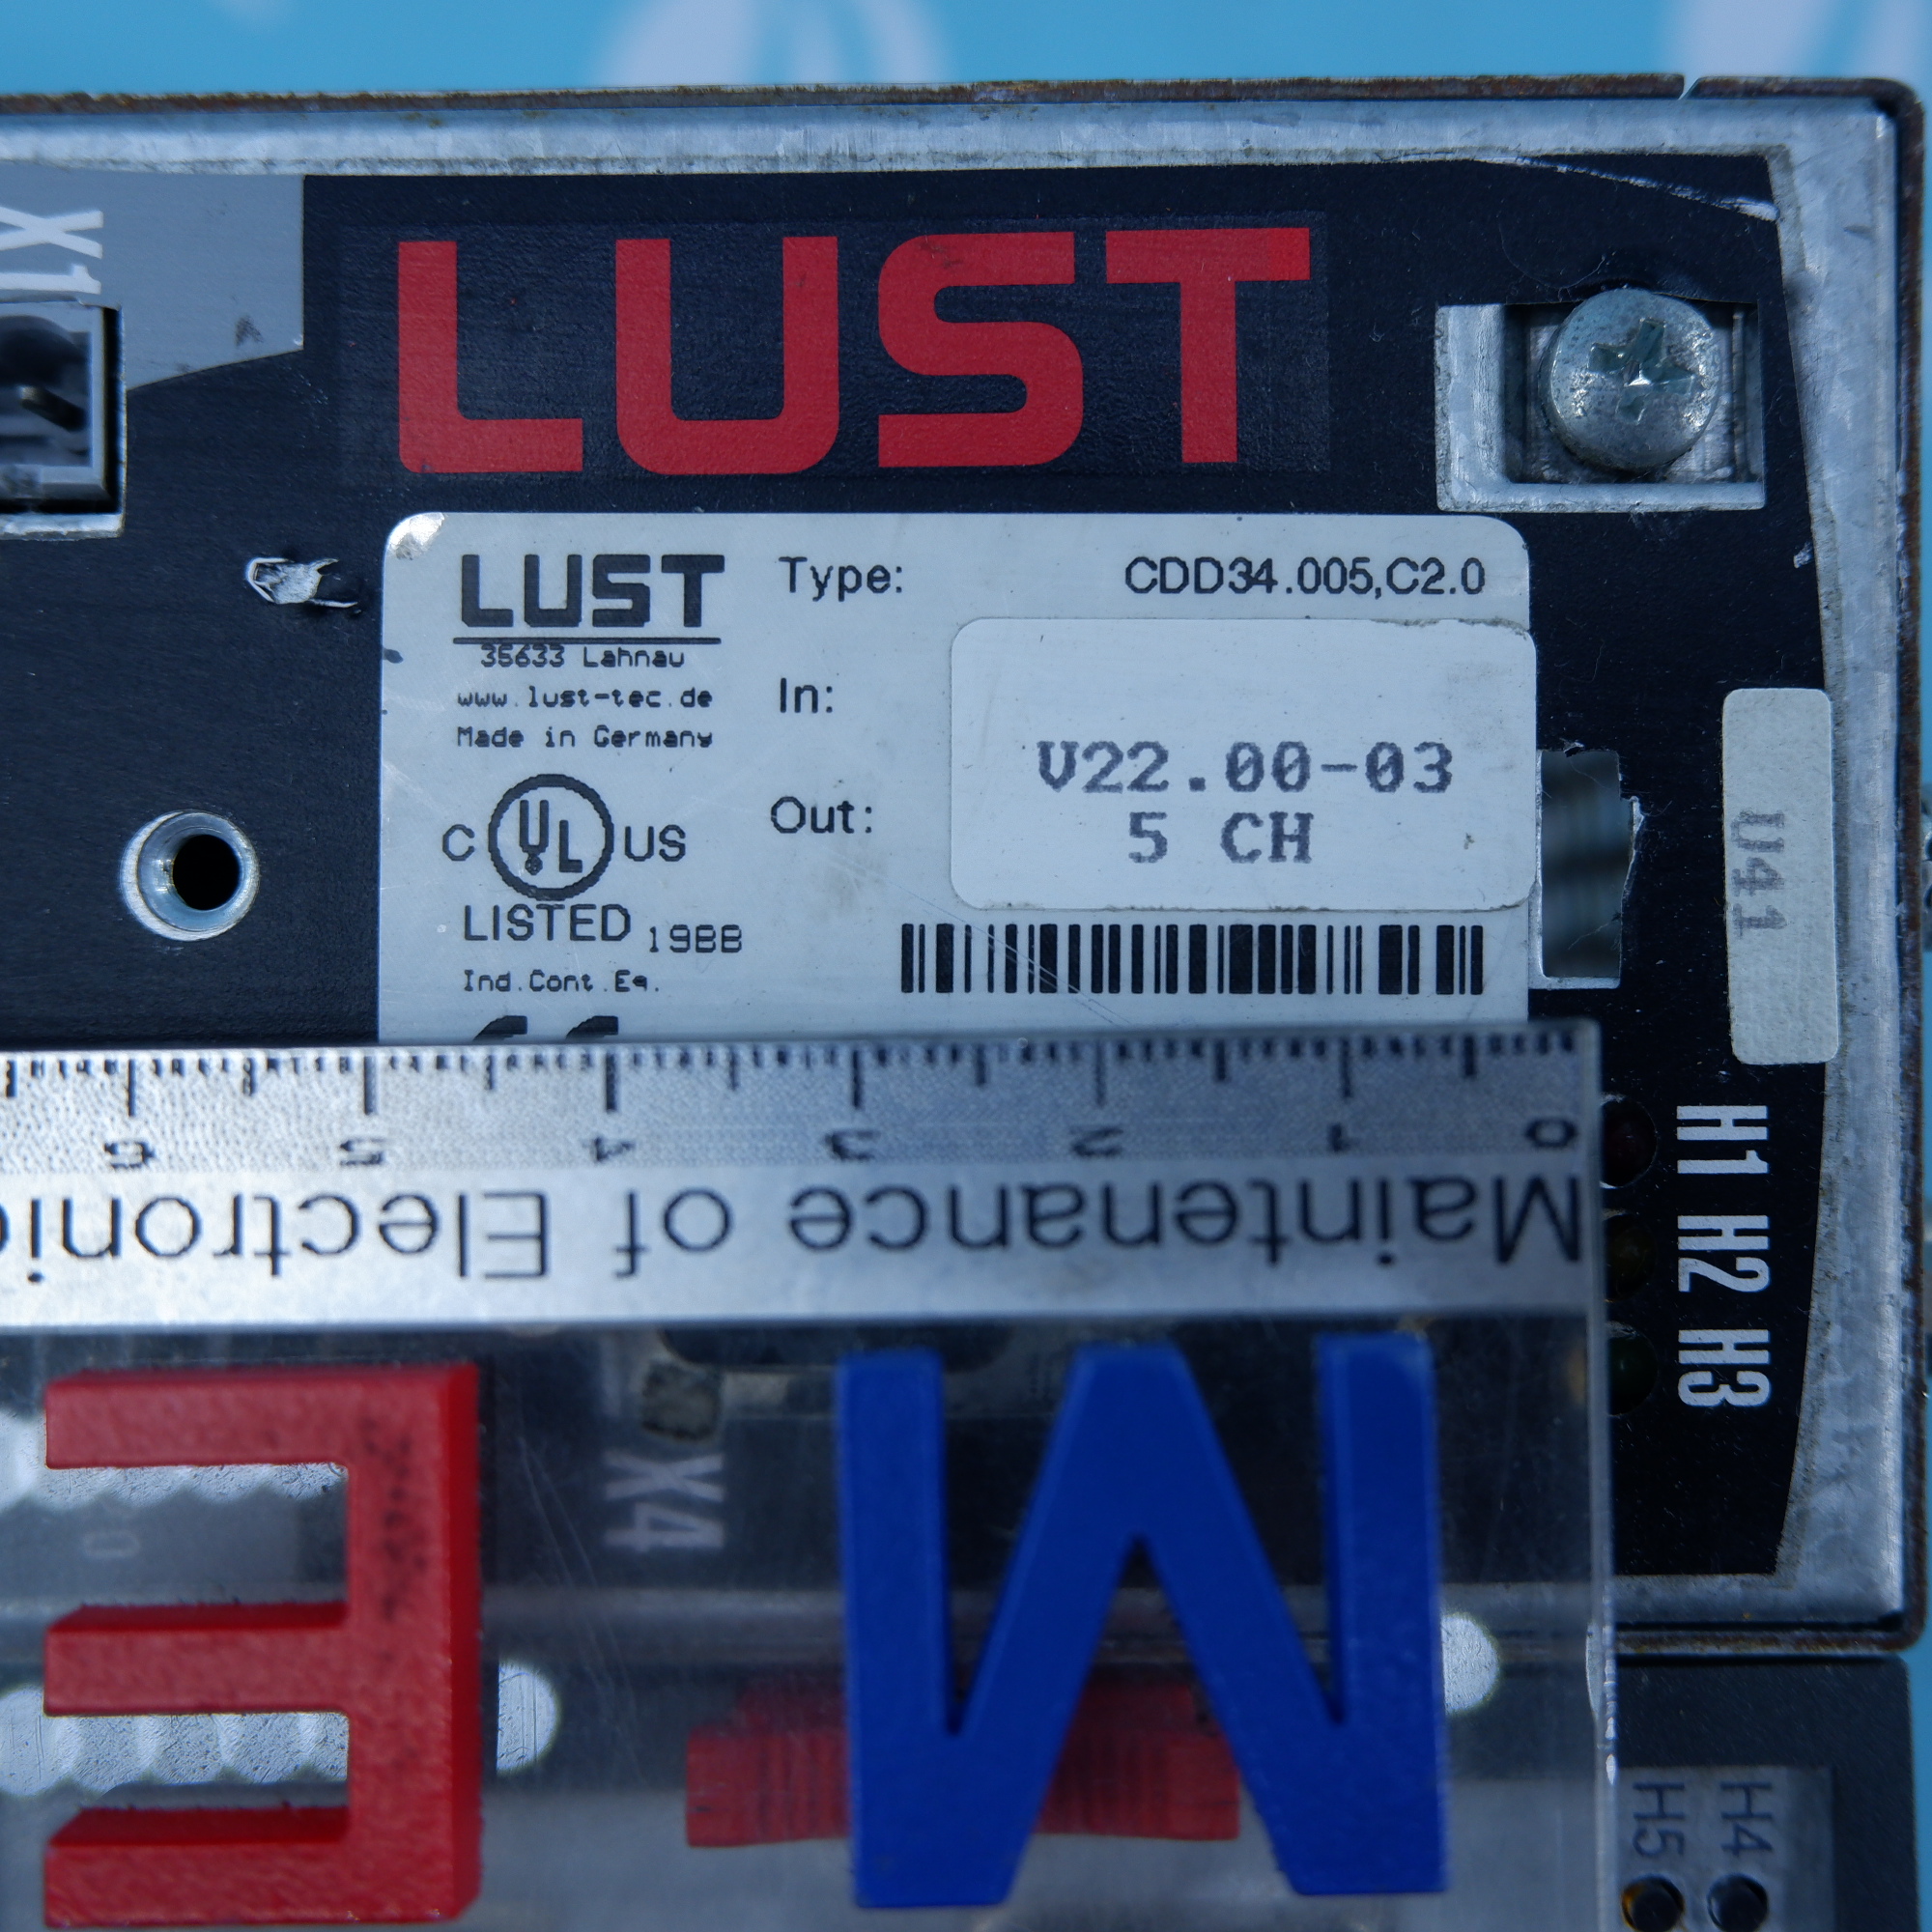 X1
LUST
LUST
35633 Lahnau
www.lust-tec.de
Made in Germany
Type: CDD34.005,C2.0
In:
V22.00-03
Out:
5 CH
C UL US
LISTED 19BB
Ind.Cont.Eq.
U41
0 1 2 3 4 5 6
Maintenance of Electroni
H1 H2 H3
X4
M E
H4
H5